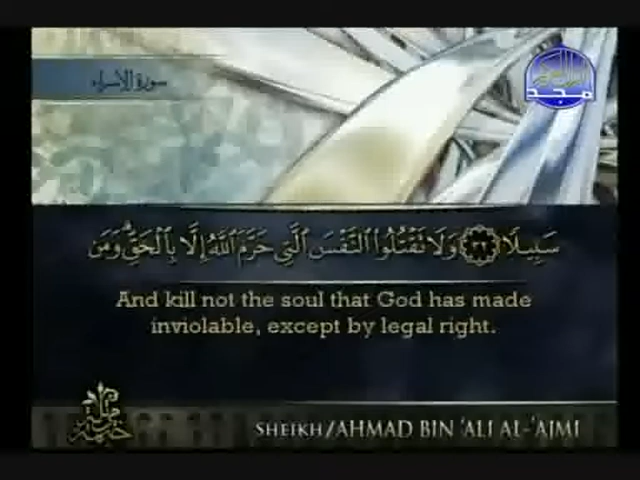 سورة الإسراء
مجد
سَبِيلًا ﴿٣٢﴾ وَلَا تَقْتُلُوا النَّفْسَ الَّتِي حَرَّمَ اللَّهُ إِلَّا بِالْحَقِّ ۗ وَمَن
And kill not the soul that God has made
inviolable, except by legal right.
SHEIKH/AHMAD BIN 'ALI AL-'AJMI